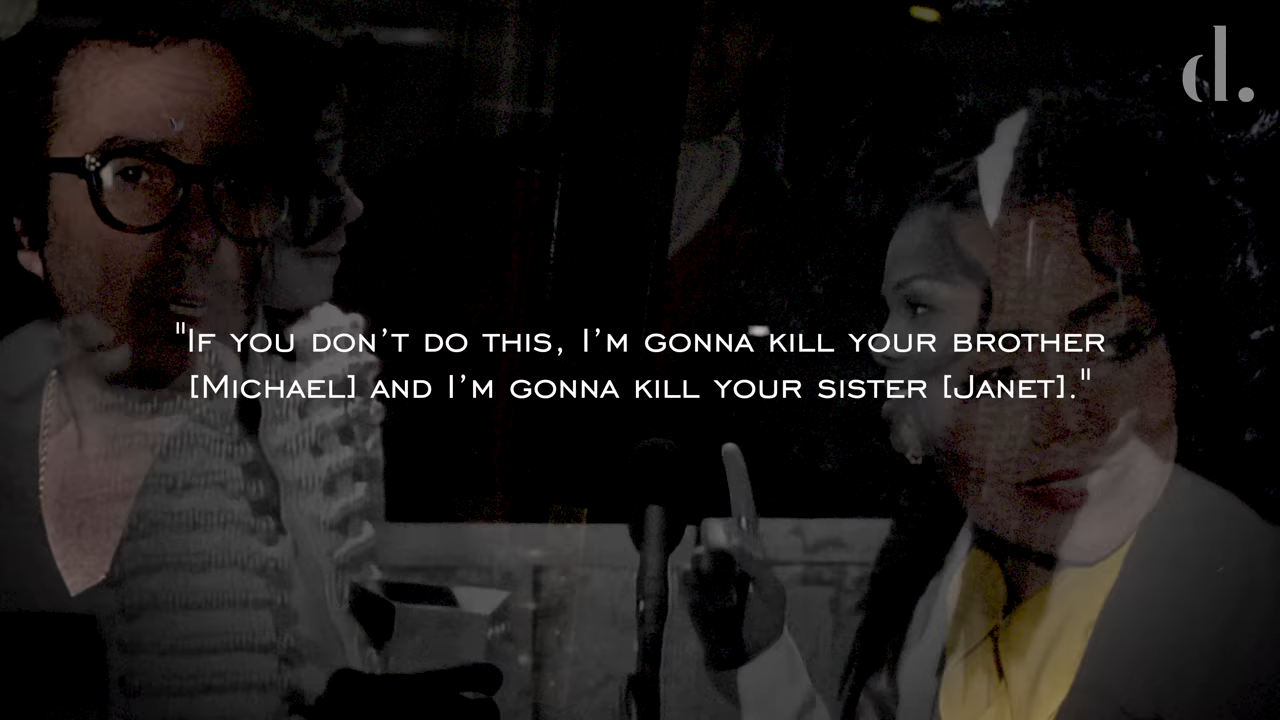 d.
"If you don't do this, I'm gonna kill your brother
[Michael] and I'm gonna kill your sister [Janet]."